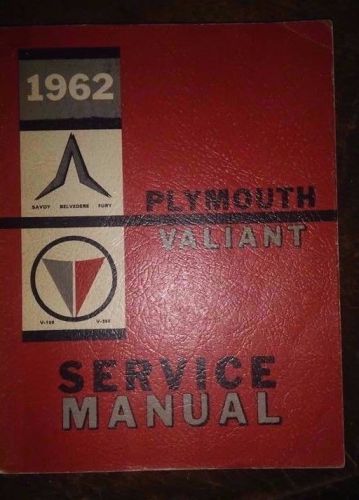 1962
SAVOY BELVEDERE FURY
PLYMOUTH
VALIANT
V-100 V-200
SERVICE
MANUAL